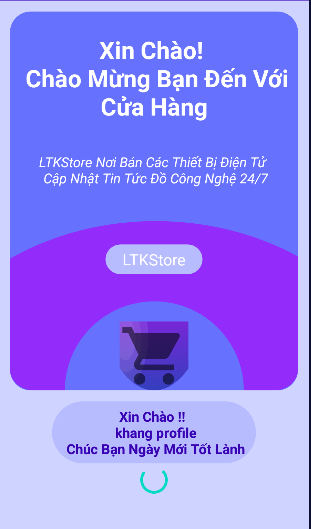 Xin Chào!
Chào Mừng Bạn Đến Với
Cửa Hàng
LTKStore Nơi Bán Các Thiết Bị Điện Tử
Cập Nhật Tin Tức Đồ Công Nghệ 24/7
LTKStore
Xin Chào !!
khang profile
Chúc Bạn Ngày Mới Tốt Lành